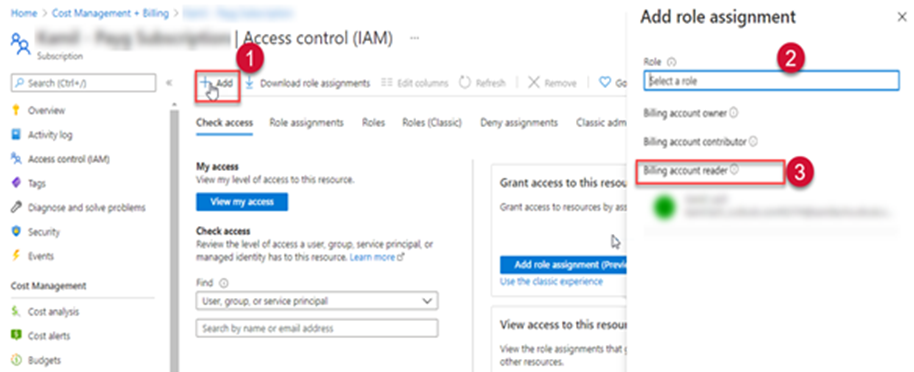 Home > Cost Management + Billing >
| Access control (IAM) ...
Subscription
Search (Ctrl+/)
«
Overview
Activity log
Access control (IAM)
Tags
Diagnose and solve problems
Security
Events
Cost Management
Cost analysis
Cost alerts
Budgets
1
+ Add
Download role assignments
Edit columns
Refresh
Remove
Go
Check access
Role assignments
Roles
Roles (Classic)
Deny assignments
Classic adm
My access
View my level of access to this resource.
View my access
Check access
Review the level of access a user, group, service principal, or
managed identity has to this resource. Learn more
Find
User, group, or service principal
Search by name or email address
Grant access to this resou
Grant access to resources by ass
Add role assignment (Previe
Use the classic experience
View access to this resou
View the role assignments that g
other resources.
Add role assignment
×
Role
2
Select a role
Billing account owner
Billing account contributor
Billing account reader
3